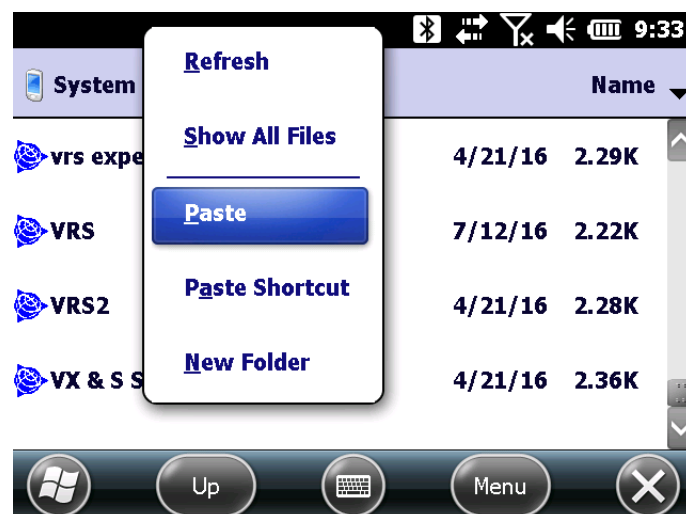 9:33
System
Name
Refresh
Show All Files
Paste
Paste Shortcut
New Folder
vrs expe 4/21/16 2.29K
VRS 7/12/16 2.22K
VRS2 4/21/16 2.28K
VX & S S 4/21/16 2.36K
Up
Menu